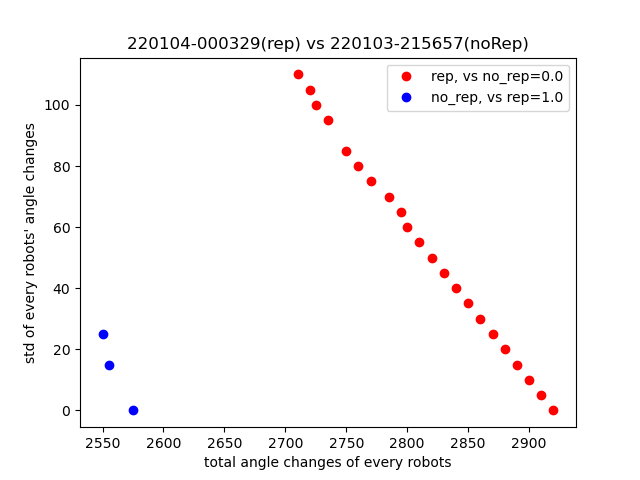 220104-000329(rep) vs 220103-215657(noRep)
rep, vs no_rep=0.0
no_rep, vs rep=1.0
std of every robots' angle changes
100
80
60
40
20
0
2550 2600 2650 2700 2750 2800 2850 2900
total angle changes of every robots